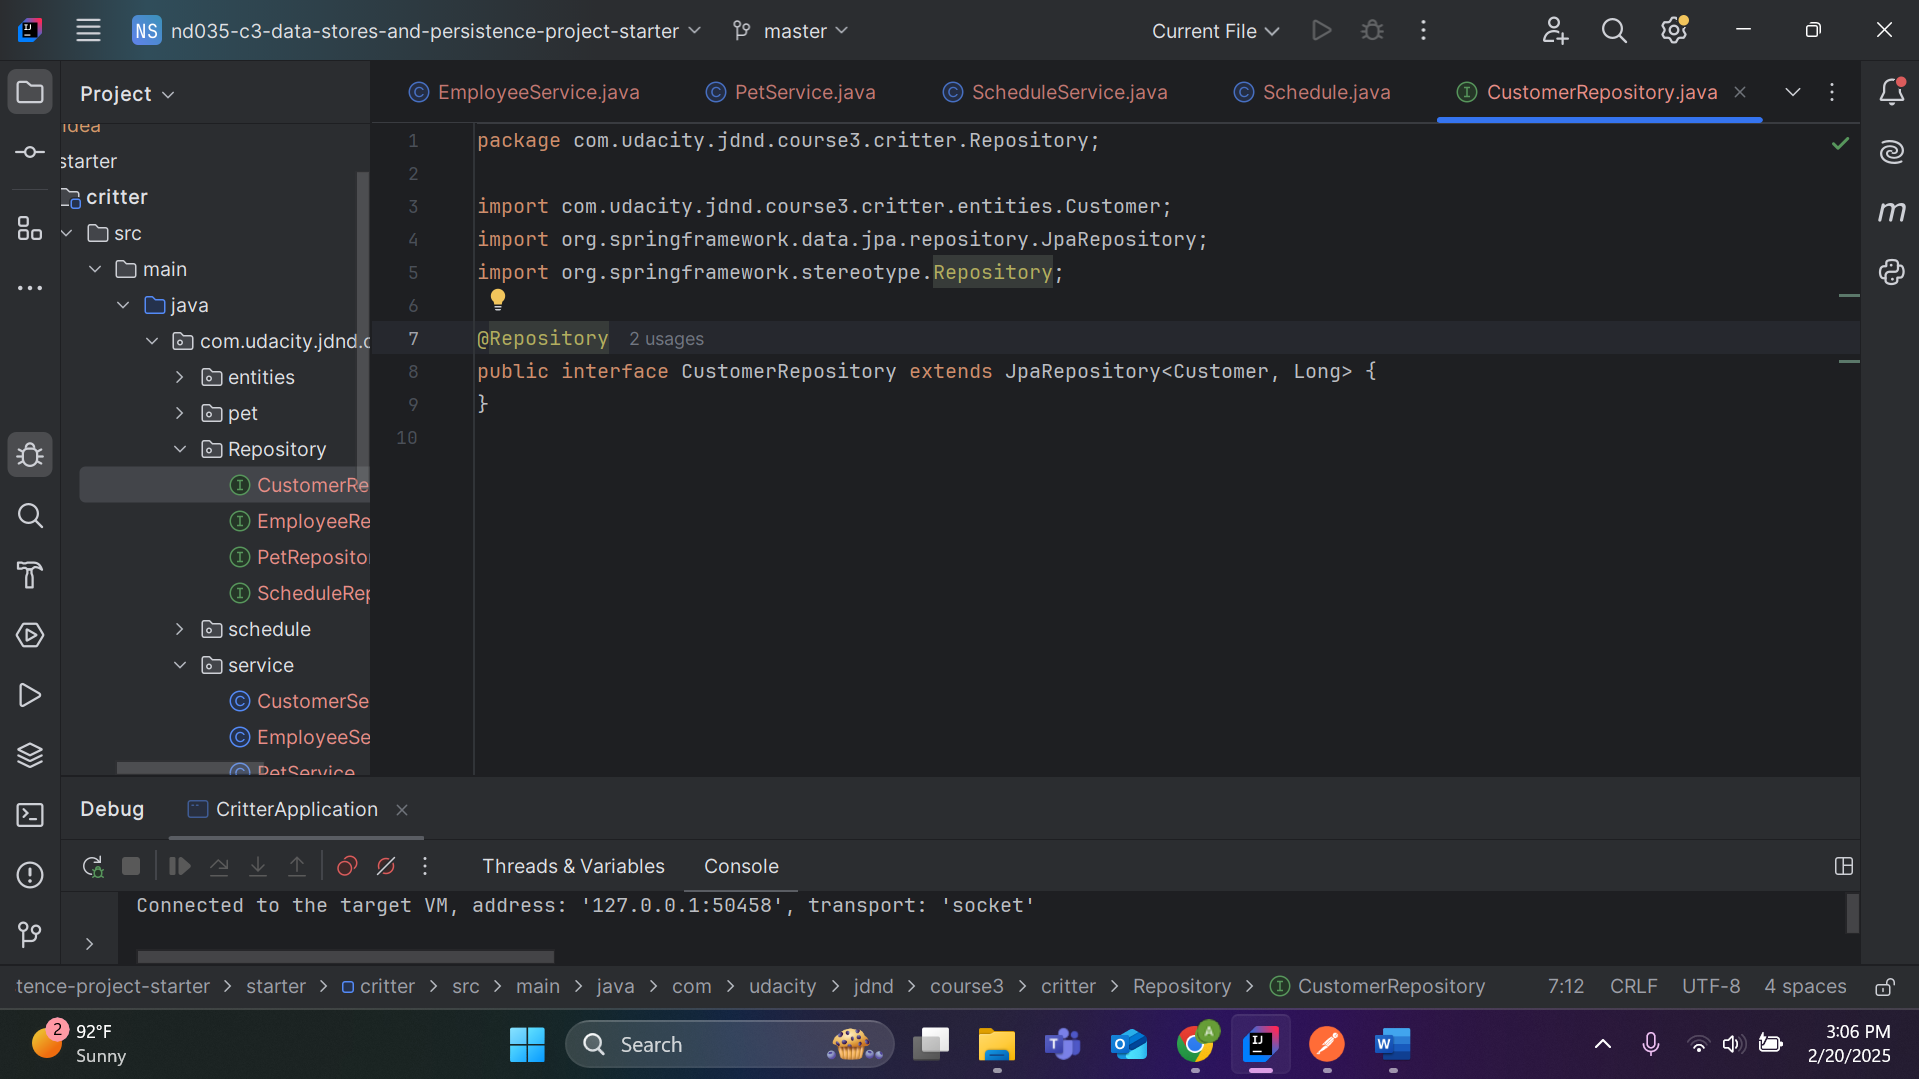 NS nd035-c3-data-stores-and-persistence-project-starter master Current File
Project
EmployeeService.java PetService.java ScheduleService.java Schedule.java CustomerRepository.java
idea
starter
critter
src
main
java
com.udacity.jdnd.c
entities
pet
Repository
CustomerRe
EmployeeRe
PetReposito
ScheduleRep
schedule
service
CustomerSe
EmployeeSe
PetService
1 package com.udacity.jdnd.course3.critter.Repository;
2
3 import com.udacity.jdnd.course3.critter.entities.Customer;
4 import org.springframework.data.jpa.repository.JpaRepository;
5 import org.springframework.stereotype.Repository;
6
7 @Repository 2 usages
8 public interface CustomerRepository extends JpaRepository<Customer, Long> {
9 }
10
m
Debug CritterApplication
Threads & Variables Console
Connected to the target VM, address: '127.0.0.1:50458', transport: 'socket'
tence-project-starter > starter > critter > src > main > java > com > udacity > jdnd > course3 > critter > Repository > CustomerRepository 7:12 CRLF UTF-8 4 spaces
2 92°F
Sunny
Search
A
3:06 PM
2/20/2025